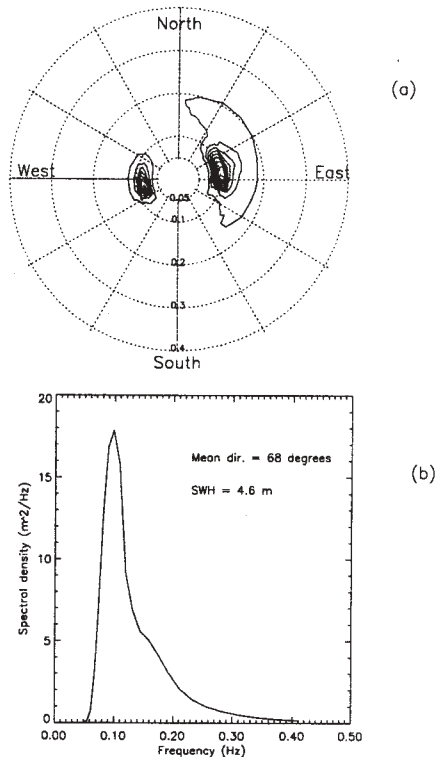 North
(a)
West
East
0.05
0.1
0.2
0.3
0.4
South
20
15
10
5
0
Spectral density (m^2/Hz)
Mean dir. = 68 degrees
SWH = 4.6 m
(b)
0.00 0.10 0.20 0.30 0.40 0.50
Frequency (Hz)